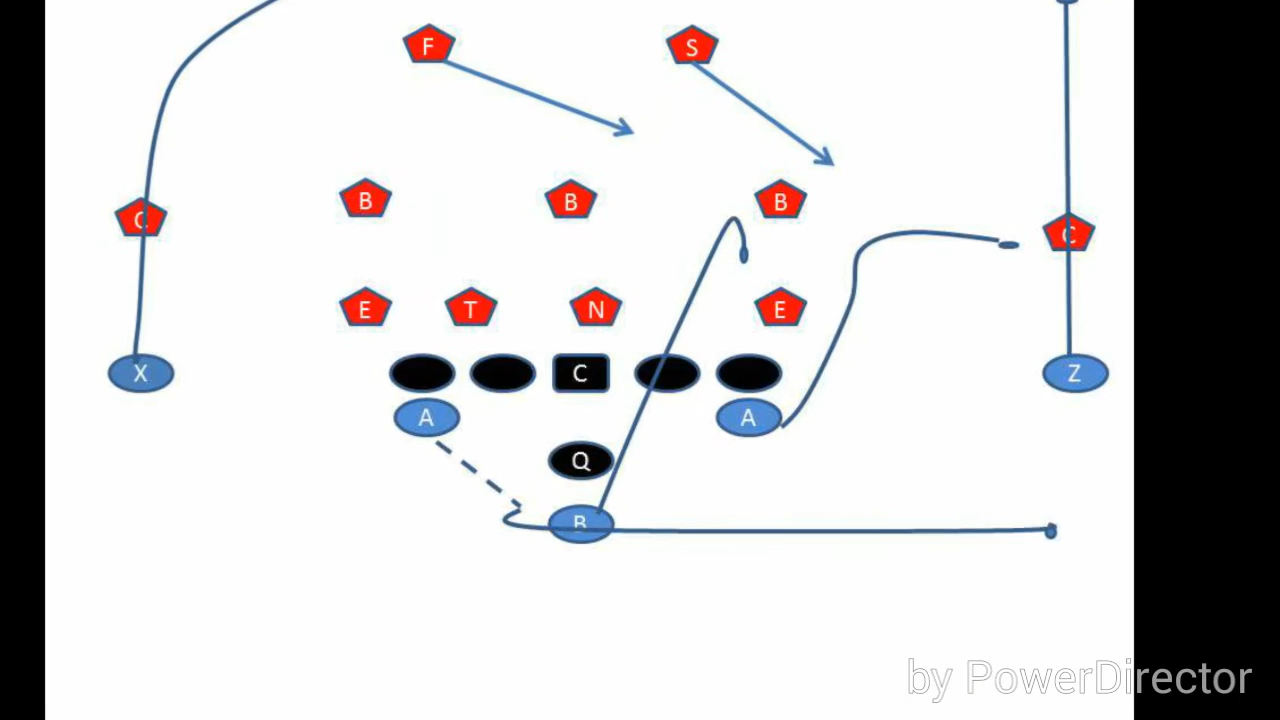 F S
B B B
C C
E T N E
X C Z
A A
Q
B
by PowerDirector